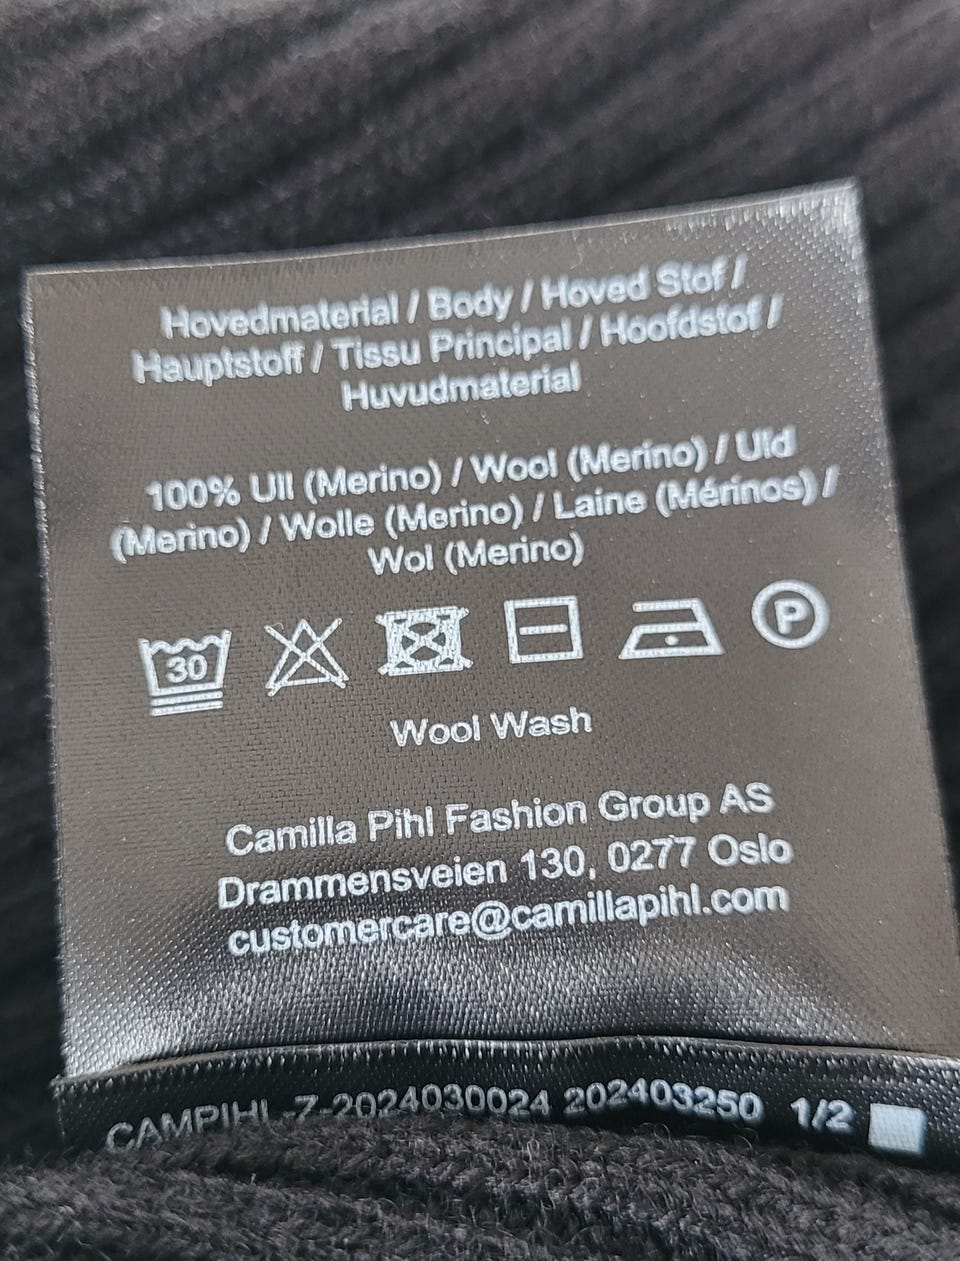 Hovedmaterial / Body / Hoved Stof /
Hauptstoff / Tissu Principal / Hoofdstof /
Huvudmaterial
100% Ull (Merino) / Wool (Merino) / Uld
(Merino) / Wolle (Merino) / Laine (Mérinos) /
Wol (Merino)
30 P
Wool Wash
Camilla Pihl Fashion Group AS
Drammensveien 130, 0277 Oslo
customercare@camillapihl.com
CAMPIHL-7-2024030024 202403250 1/2